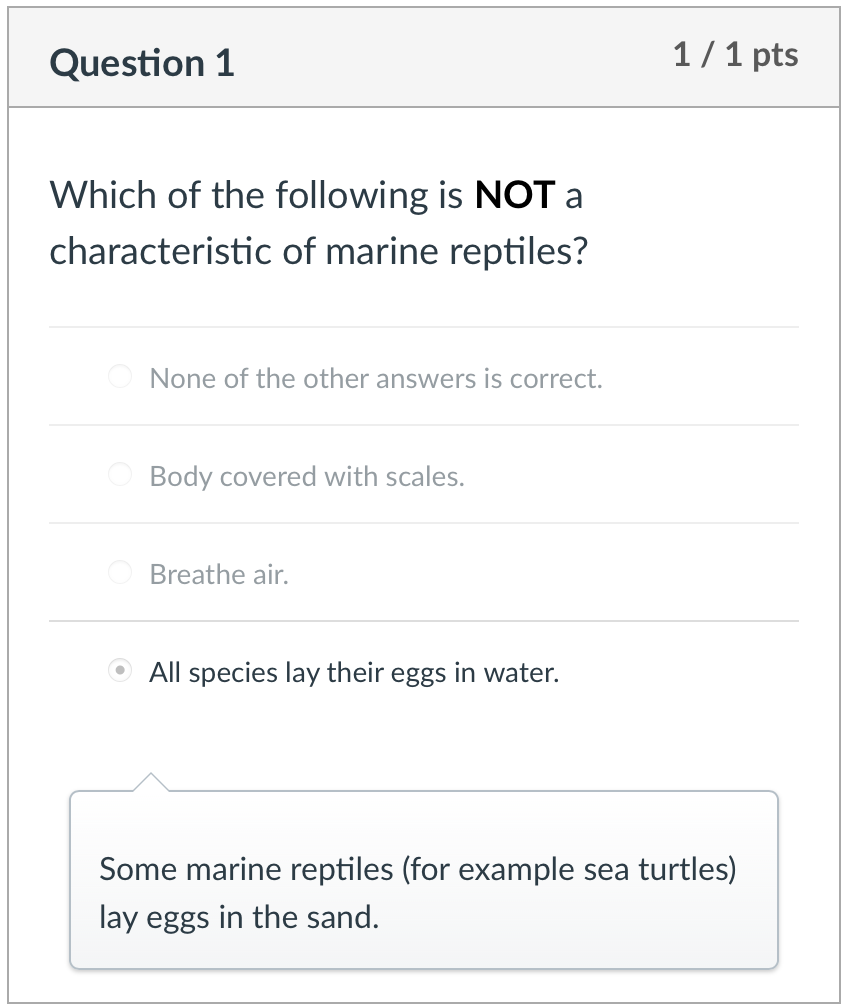 Question 1
1 / 1 pts
Which of the following is NOT a
characteristic of marine reptiles?
None of the other answers is correct.
Body covered with scales.
Breathe air.
All species lay their eggs in water.
Some marine reptiles (for example sea turtles)
lay eggs in the sand.